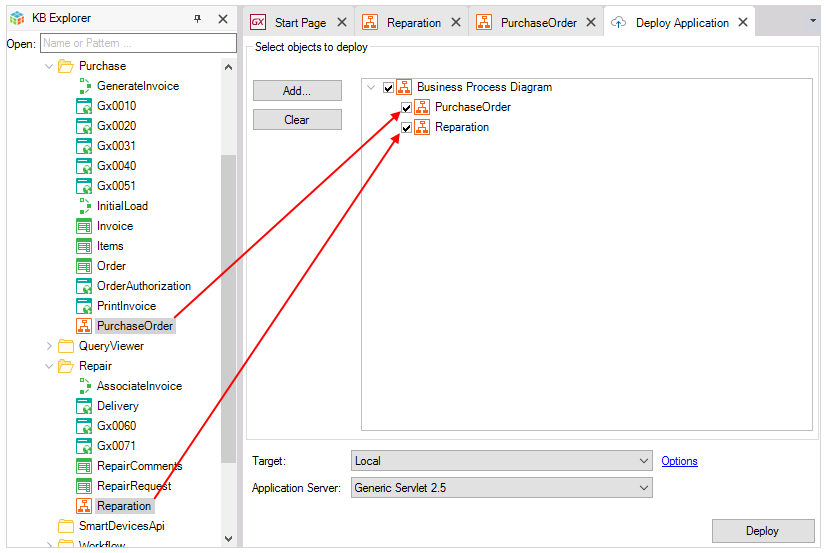 KB Explorer
Open: Name or Pattern ...
Purchase
GenerateInvoice
Gx0010
Gx0020
Gx0031
Gx0040
Gx0051
InitialLoad
Invoice
Items
Order
OrderAuthorization
PrintInvoice
PurchaseOrder
QueryViewer
Repair
AssociateInvoice
Delivery
Gx0060
Gx0071
RepairComments
RepairRequest
Reparation
SmartDevicesApi
Workflow
GX Start Page
Reparation
PurchaseOrder
Deploy Application
Select objects to deploy
Add...
Clear
Business Process Diagram
PurchaseOrder
Reparation
Target: Local Options
Application Server: Generic Servlet 2.5
Deploy